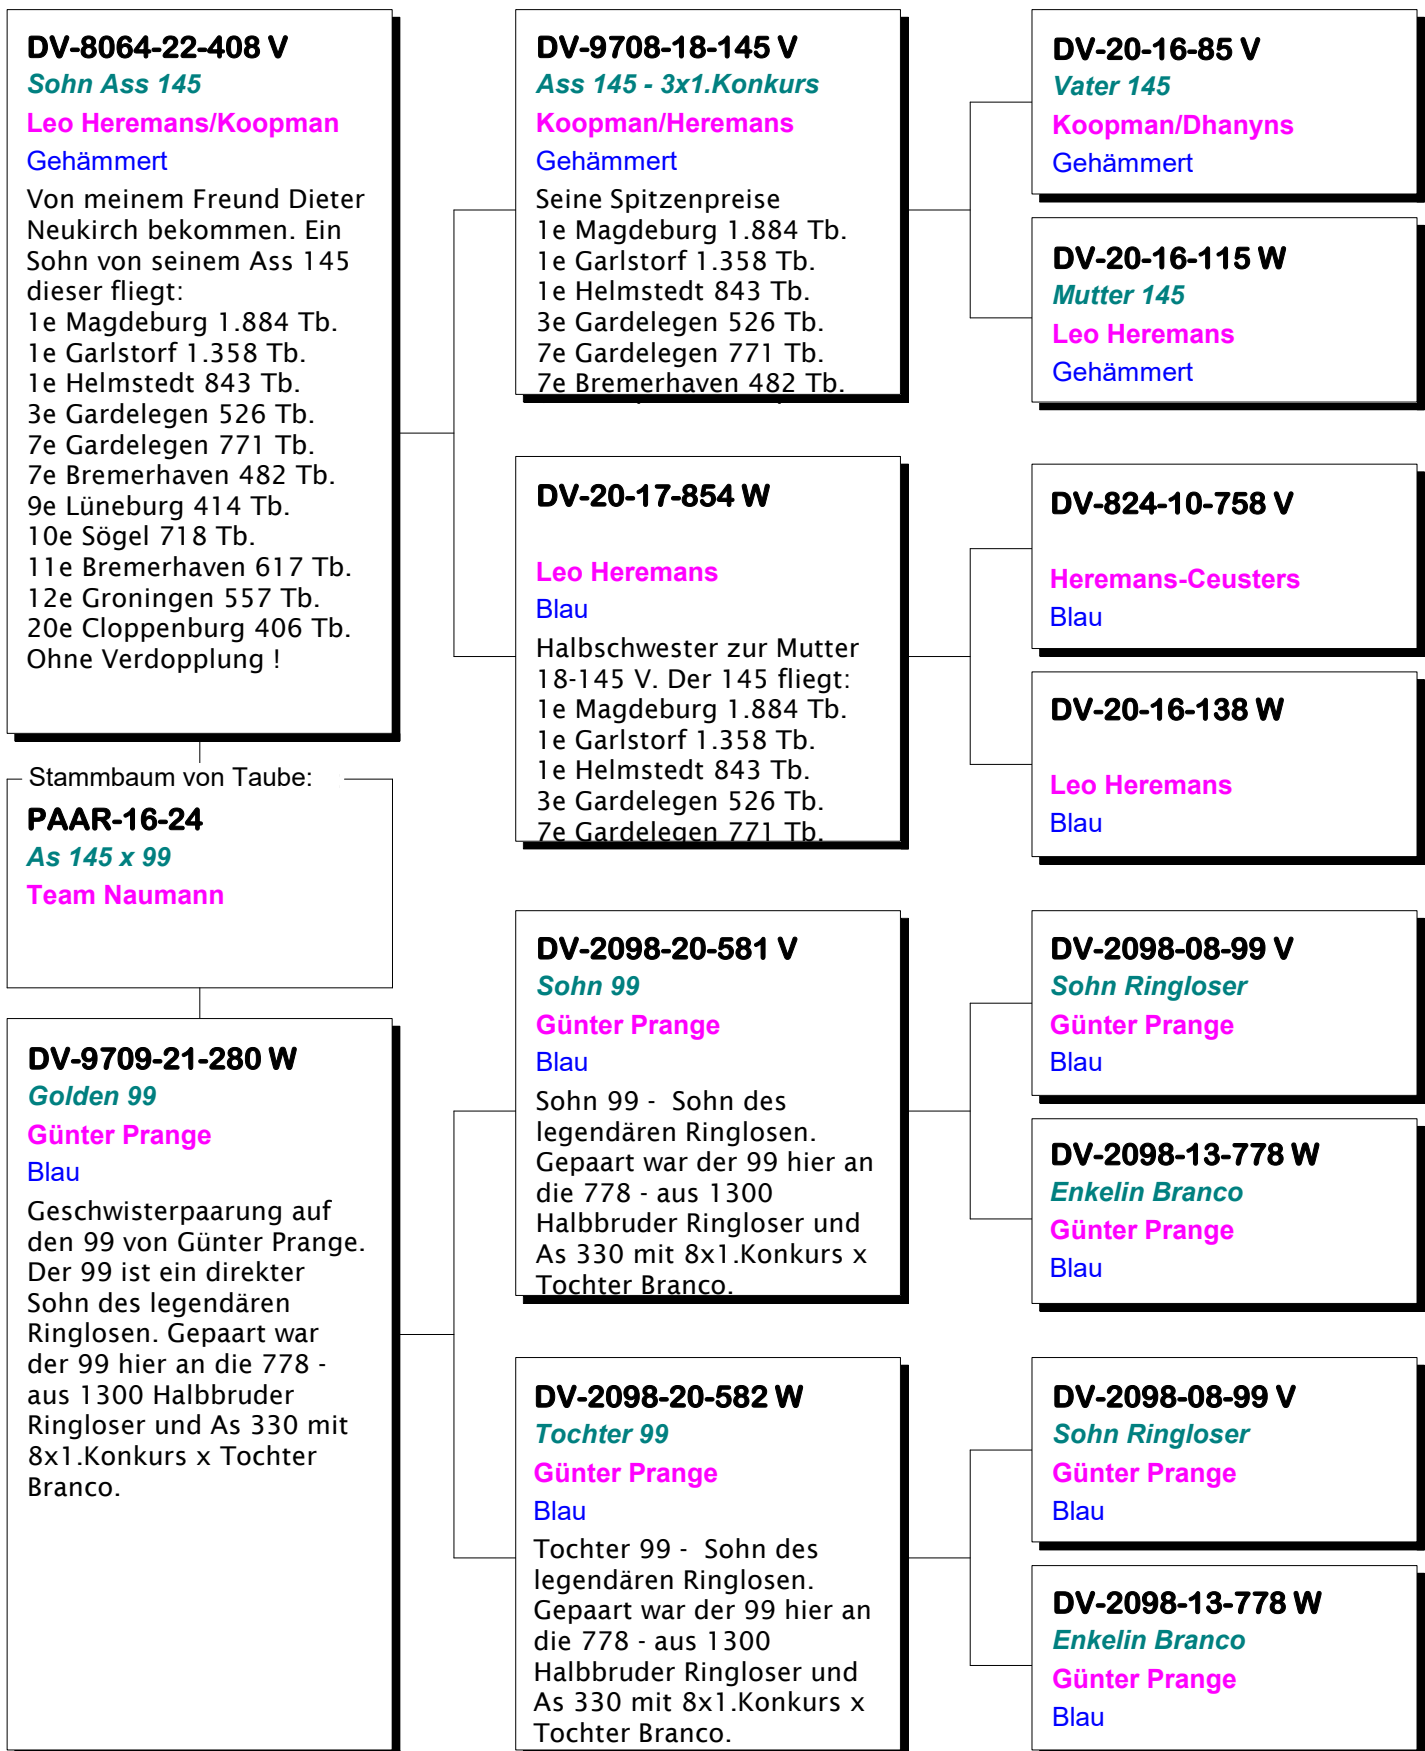 DV-8064-22-408 V
Sohn Ass 145
Leo Heremans/Koopman
Gehämmert
Von meinem Freund Dieter
Neukirch bekommen. Ein
Sohn von seinem Ass 145
dieser fliegt:
1e Magdeburg 1.884 Tb.
1e Garlstorf 1.358 Tb.
1e Helmstedt 843 Tb.
3e Gardelegen 526 Tb.
7e Gardelegen 771 Tb.
7e Bremerhaven 482 Tb.
9e Lüneburg 414 Tb.
10e Sögel 718 Tb.
11e Bremerhaven 617 Tb.
12e Groningen 557 Tb.
20e Cloppenburg 406 Tb.
Ohne Verdopplung !
Stammbaum von Taube:
PAAR-16-24
As 145 x 99
Team Naumann
DV-9709-21-280 W
Golden 99
Günter Prange
Blau
Geschwisterpaarung auf
den 99 von Günter Prange.
Der 99 ist ein direkter
Sohn des legendären
Ringlosen. Gepaart war
der 99 hier an die 778 -
aus 1300 Halbbruder
Ringloser und As 330 mit
8x1.Konkurs x Tochter
Branco.
DV-9708-18-145 V
Ass 145 - 3x1.Konkurs
Koopman/Heremans
Gehämmert
Seine Spitzenpreise
1e Magdeburg 1.884 Tb.
1e Garlstorf 1.358 Tb.
1e Helmstedt 843 Tb.
3e Gardelegen 526 Tb.
7e Gardelegen 771 Tb.
7e Bremerhaven 482 Tb.
DV-20-17-854 W
Leo Heremans
Blau
Halbschwester zur Mutter
18-145 V. Der 145 fliegt:
1e Magdeburg 1.884 Tb.
1e Garlstorf 1.358 Tb.
1e Helmstedt 843 Tb.
3e Gardelegen 526 Tb.
7e Gardelegen 771 Tb.
DV-2098-20-581 V
Sohn 99
Günter Prange
Blau
Sohn 99 -  Sohn des
legendären Ringlosen.
Gepaart war der 99 hier an
die 778 - aus 1300
Halbbruder Ringloser und
As 330 mit 8x1.Konkurs x
Tochter Branco.
DV-2098-20-582 W
Tochter 99
Günter Prange
Blau
Tochter 99 -  Sohn des
legendären Ringlosen.
Gepaart war der 99 hier an
die 778 - aus 1300
Halbbruder Ringloser und
As 330 mit 8x1.Konkurs x
Tochter Branco.
DV-20-16-85 V
Vater 145
Koopman/Dhanyns
Gehämmert
DV-20-16-115 W
Mutter 145
Leo Heremans
Gehämmert
DV-824-10-758 V
Heremans-Ceusters
Blau
DV-20-16-138 W
Leo Heremans
Blau
DV-2098-08-99 V
Sohn Ringloser
Günter Prange
Blau
DV-2098-13-778 W
Enkelin Branco
Günter Prange
Blau
DV-2098-08-99 V
Sohn Ringloser
Günter Prange
Blau
DV-2098-13-778 W
Enkelin Branco
Günter Prange
Blau